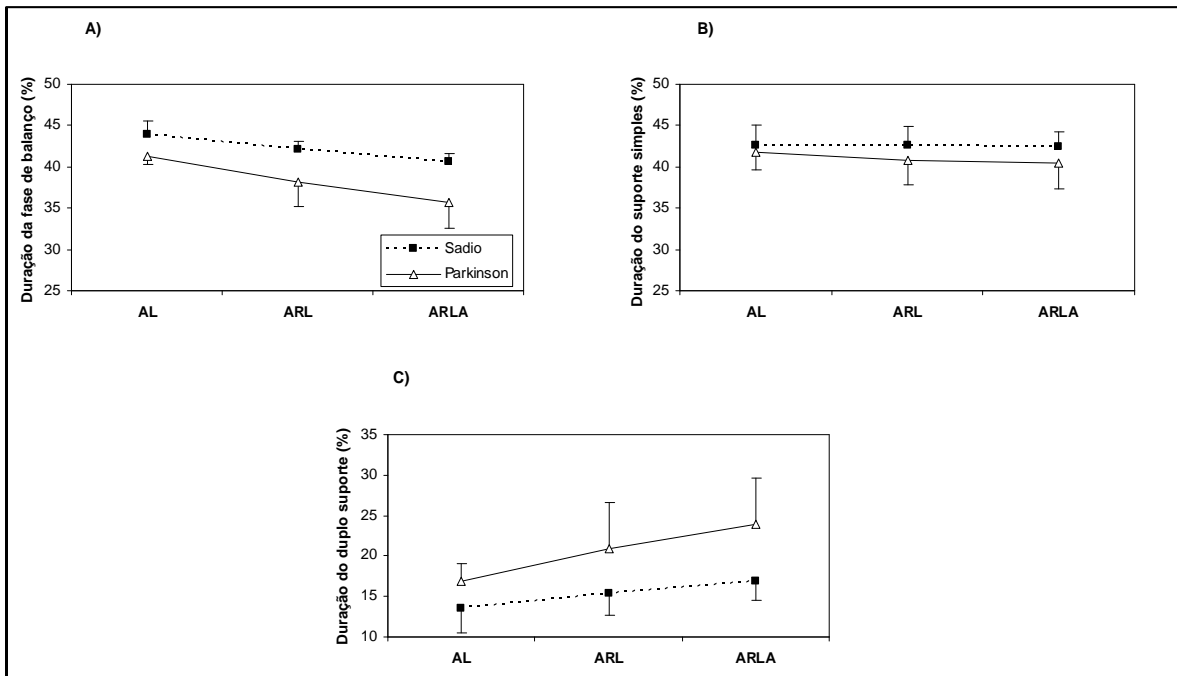 A)
Duração da fase de balanço (%)
50
45
40
35
30
25
AL ARL ARLA
Sadio
Parkinson
B)
Duração do suporte simples (%)
50
45
40
35
30
25
AL ARL ARLA
C)
Duração do duplo suporte (%)
35
30
25
20
15
10
AL ARL ARLA